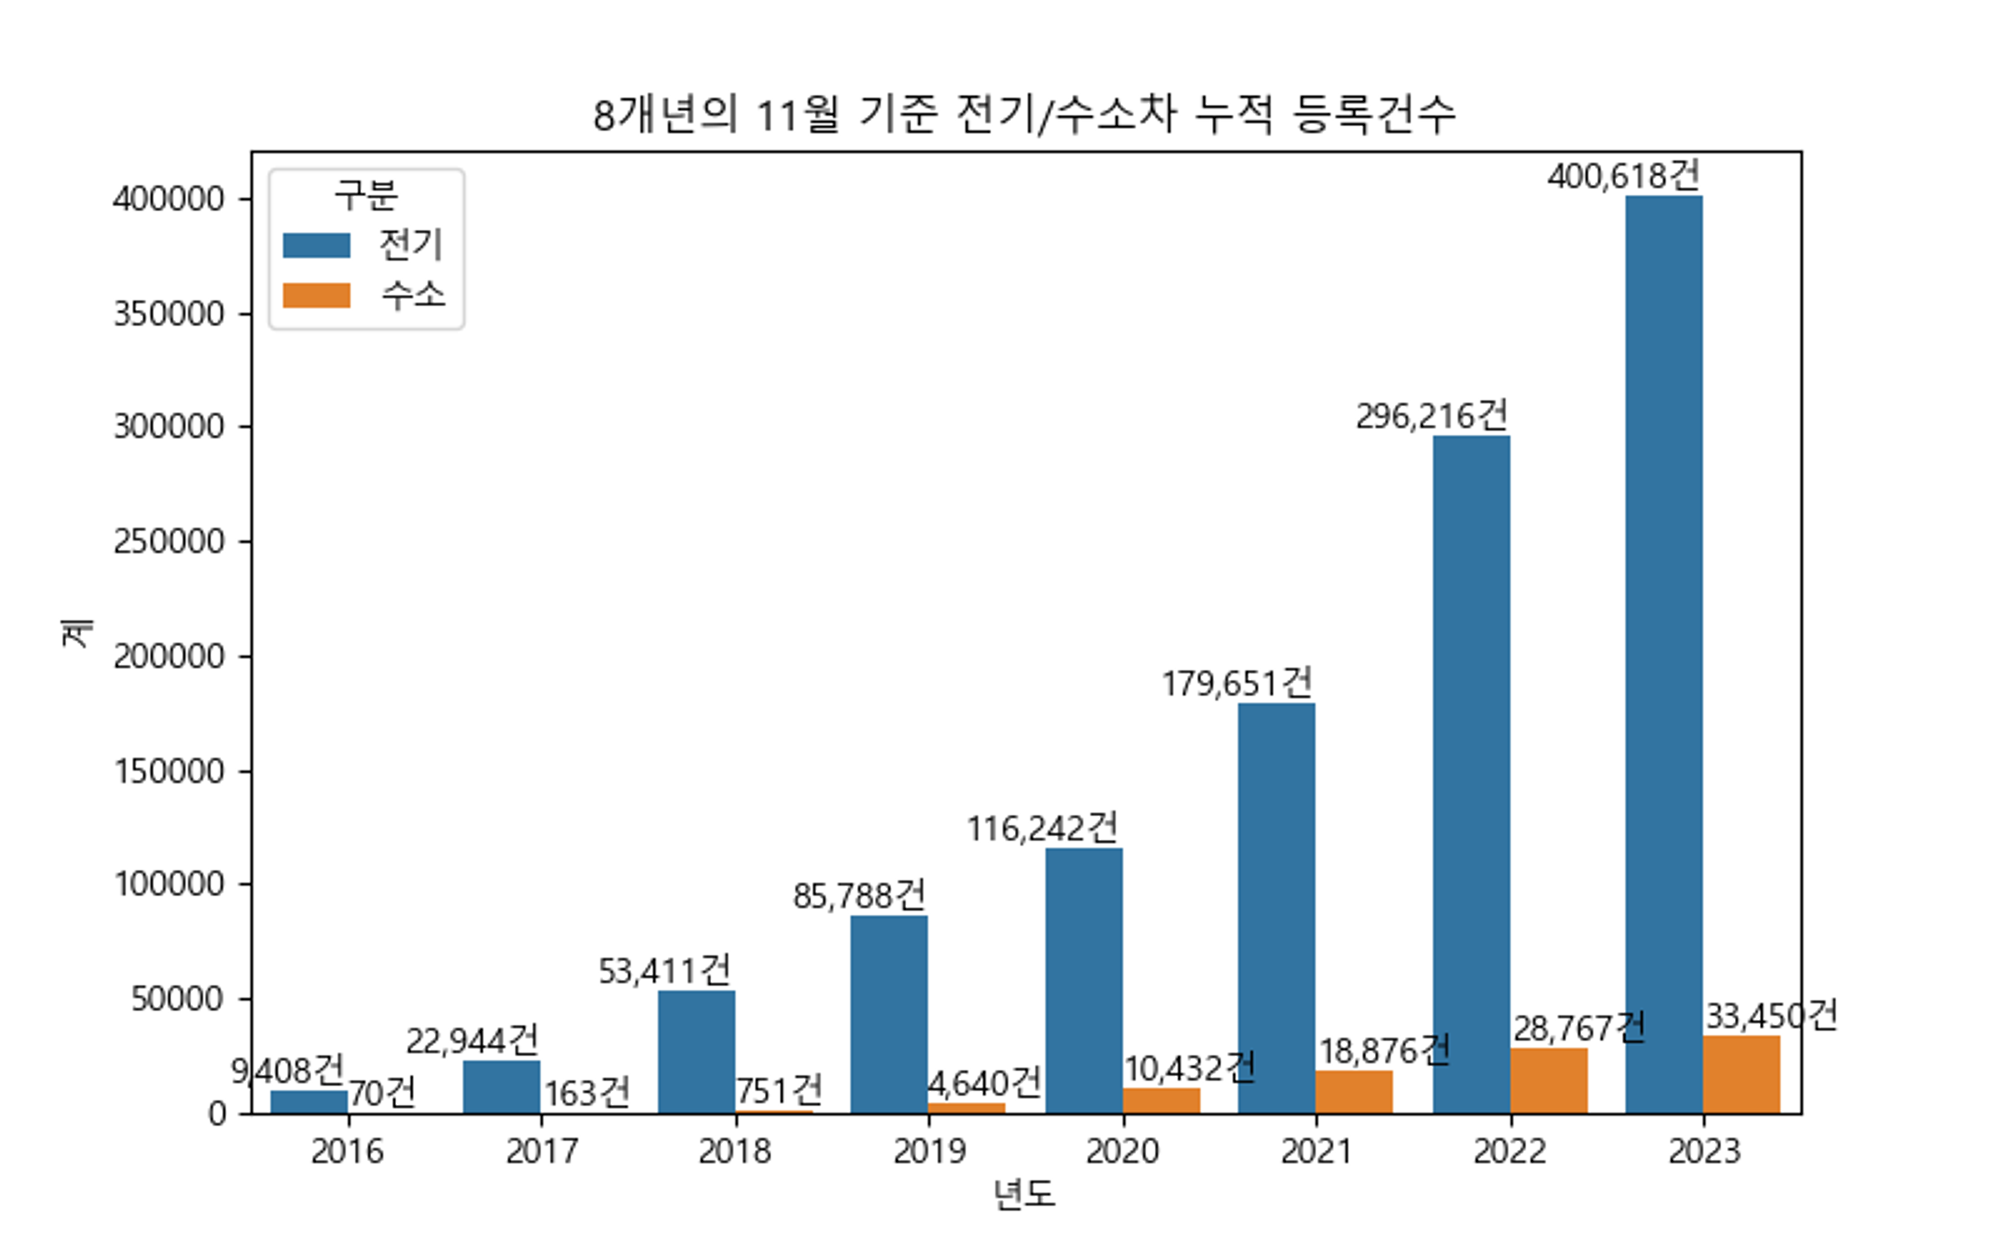 8개년의 11월 기준 전기/수소차 누적 등록건수
구분
전기
수소
계
400000
350000
300000
250000
200000
150000
100000
50000
0
9,408건
70건
22,944건
163건
53,411건
751건
85,788건
4,640건
116,242건
10,432건
179,651건
18,876건
296,216건
28,767건
400,618건
33,450건
2016 2017 2018 2019 2020 2021 2022 2023
년도